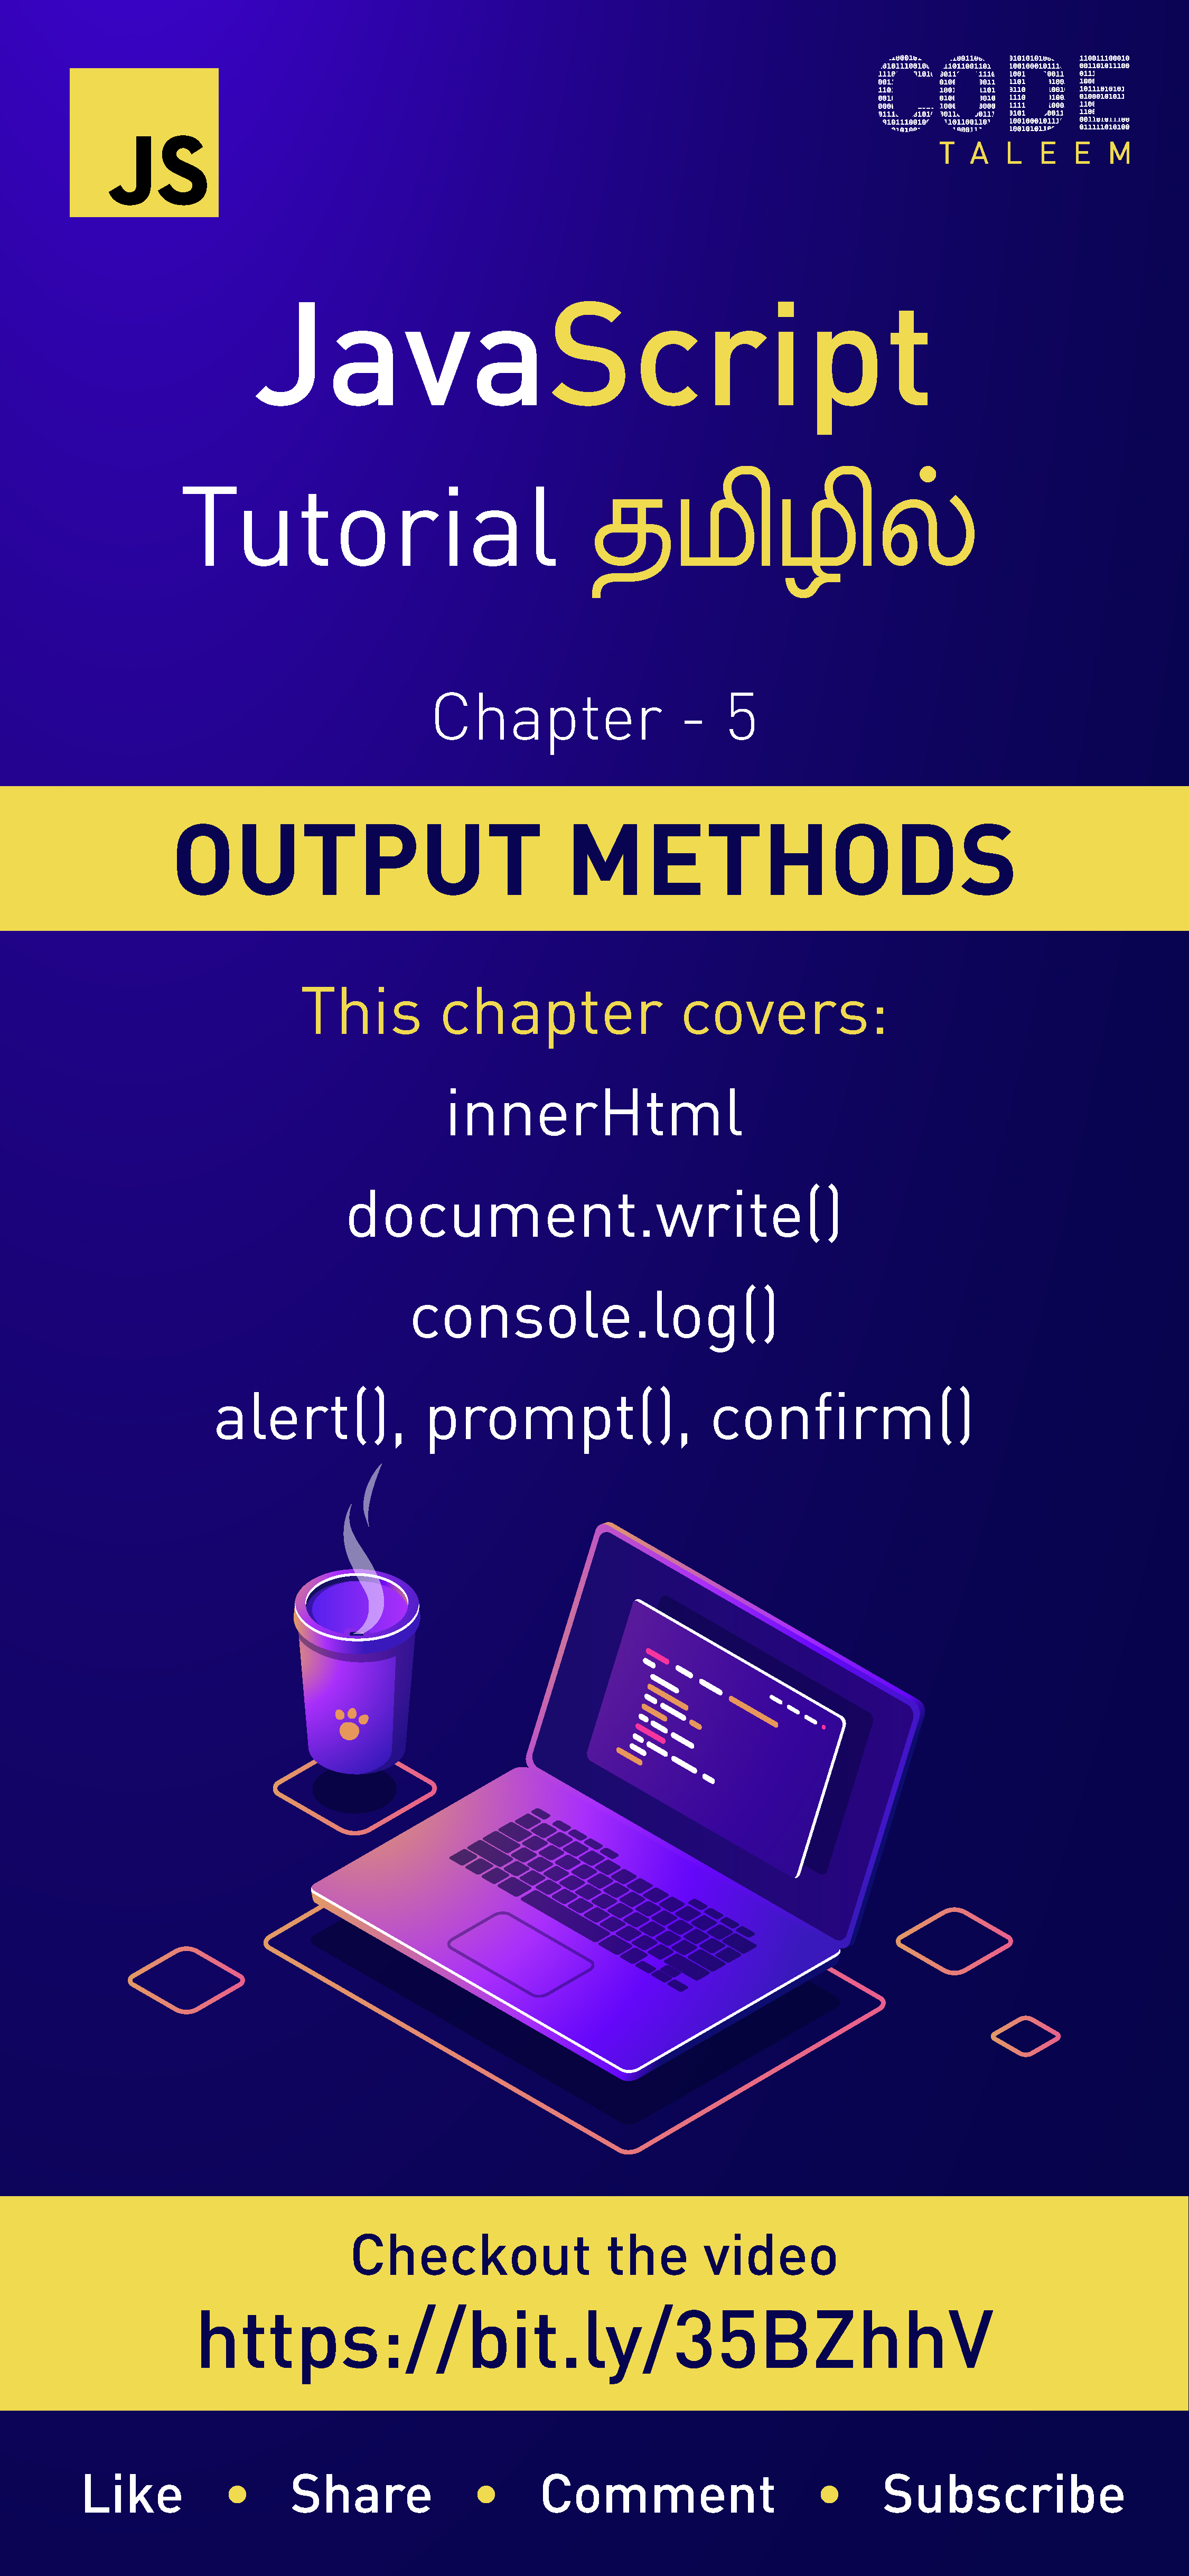 JS
CODE
TALEEM
JavaScript
Tutorial தமிழில்
Chapter - 5
OUTPUT METHODS
This chapter covers:
innerHtml
document.write()
console.log()
alert(), prompt(), confirm()
Checkout the video
https://bit.ly/35BZhhV
Like • Share • Comment • Subscribe